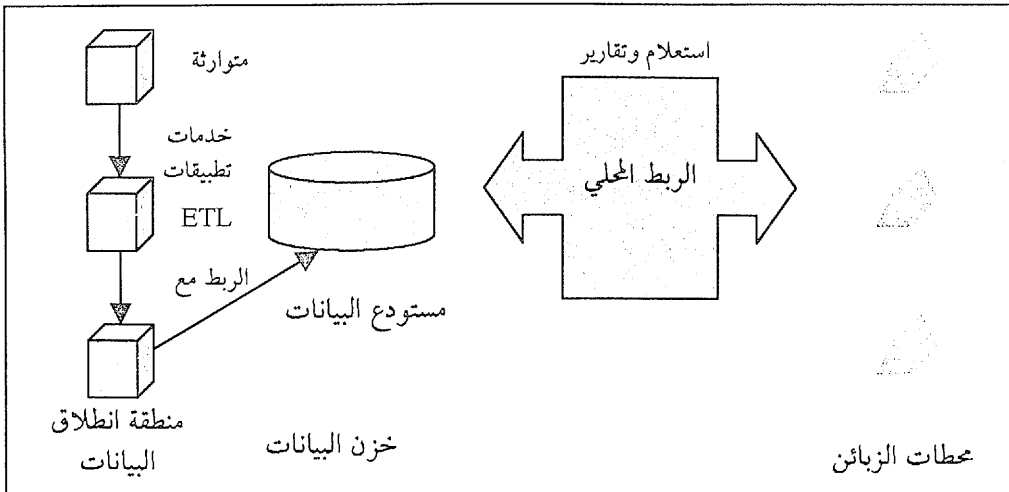 متوارثة
استعلام وتقارير
خدمات
تطبيقات
ETL
الربط المحلي
الربط مع
مستودع البيانات
منطقة انطلاق
البيانات
خزن البيانات
محطات الزبائن